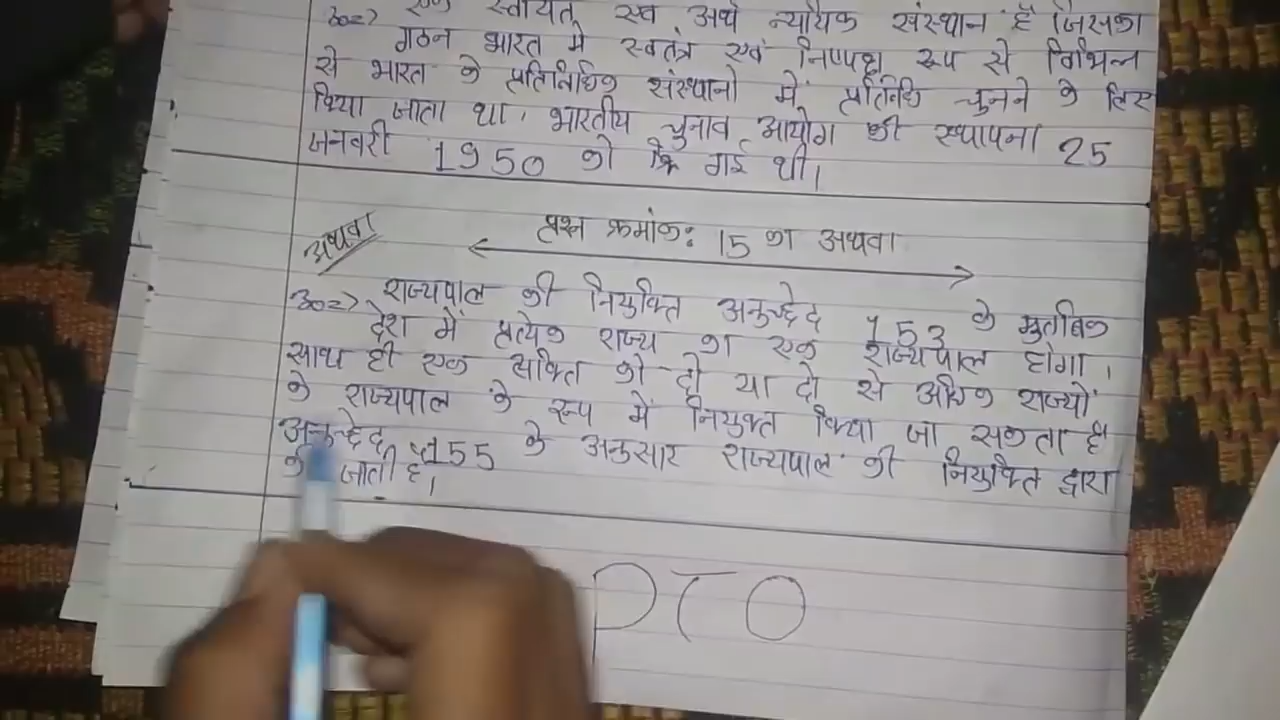 उ०=> एक स्वायत्त एवं अर्ध न्यायिक संस्थान है जिसका
गठन भारत में स्वतंत्र एवं निष्पक्ष रूप से विभिन्न
से भारत के प्रतिनिधिक संस्थानों में प्रतिनिधि चुनने के लिए
किया जाता था। भारतीय चुनाव आयोग की स्थापना 25
जनवरी 1950 को कि गई थी।
प्रश्न क्रमांक: 15 का अथवा
अथवा
उ०=> राज्यपाल की नियुक्ति अनुच्छेद 153 के मुताबिक
देश में प्रत्येक राज्य का एक राज्यपाल होगा।
साथ ही एक व्यक्ति को दो या दो से अधिक राज्यों
के राज्यपाल के रूप में नियुक्त किया जा सकता है
अनुच्छेद 155 के अनुसार राज्यपाल की नियुक्ति द्वारा
की जाती है।
PTO